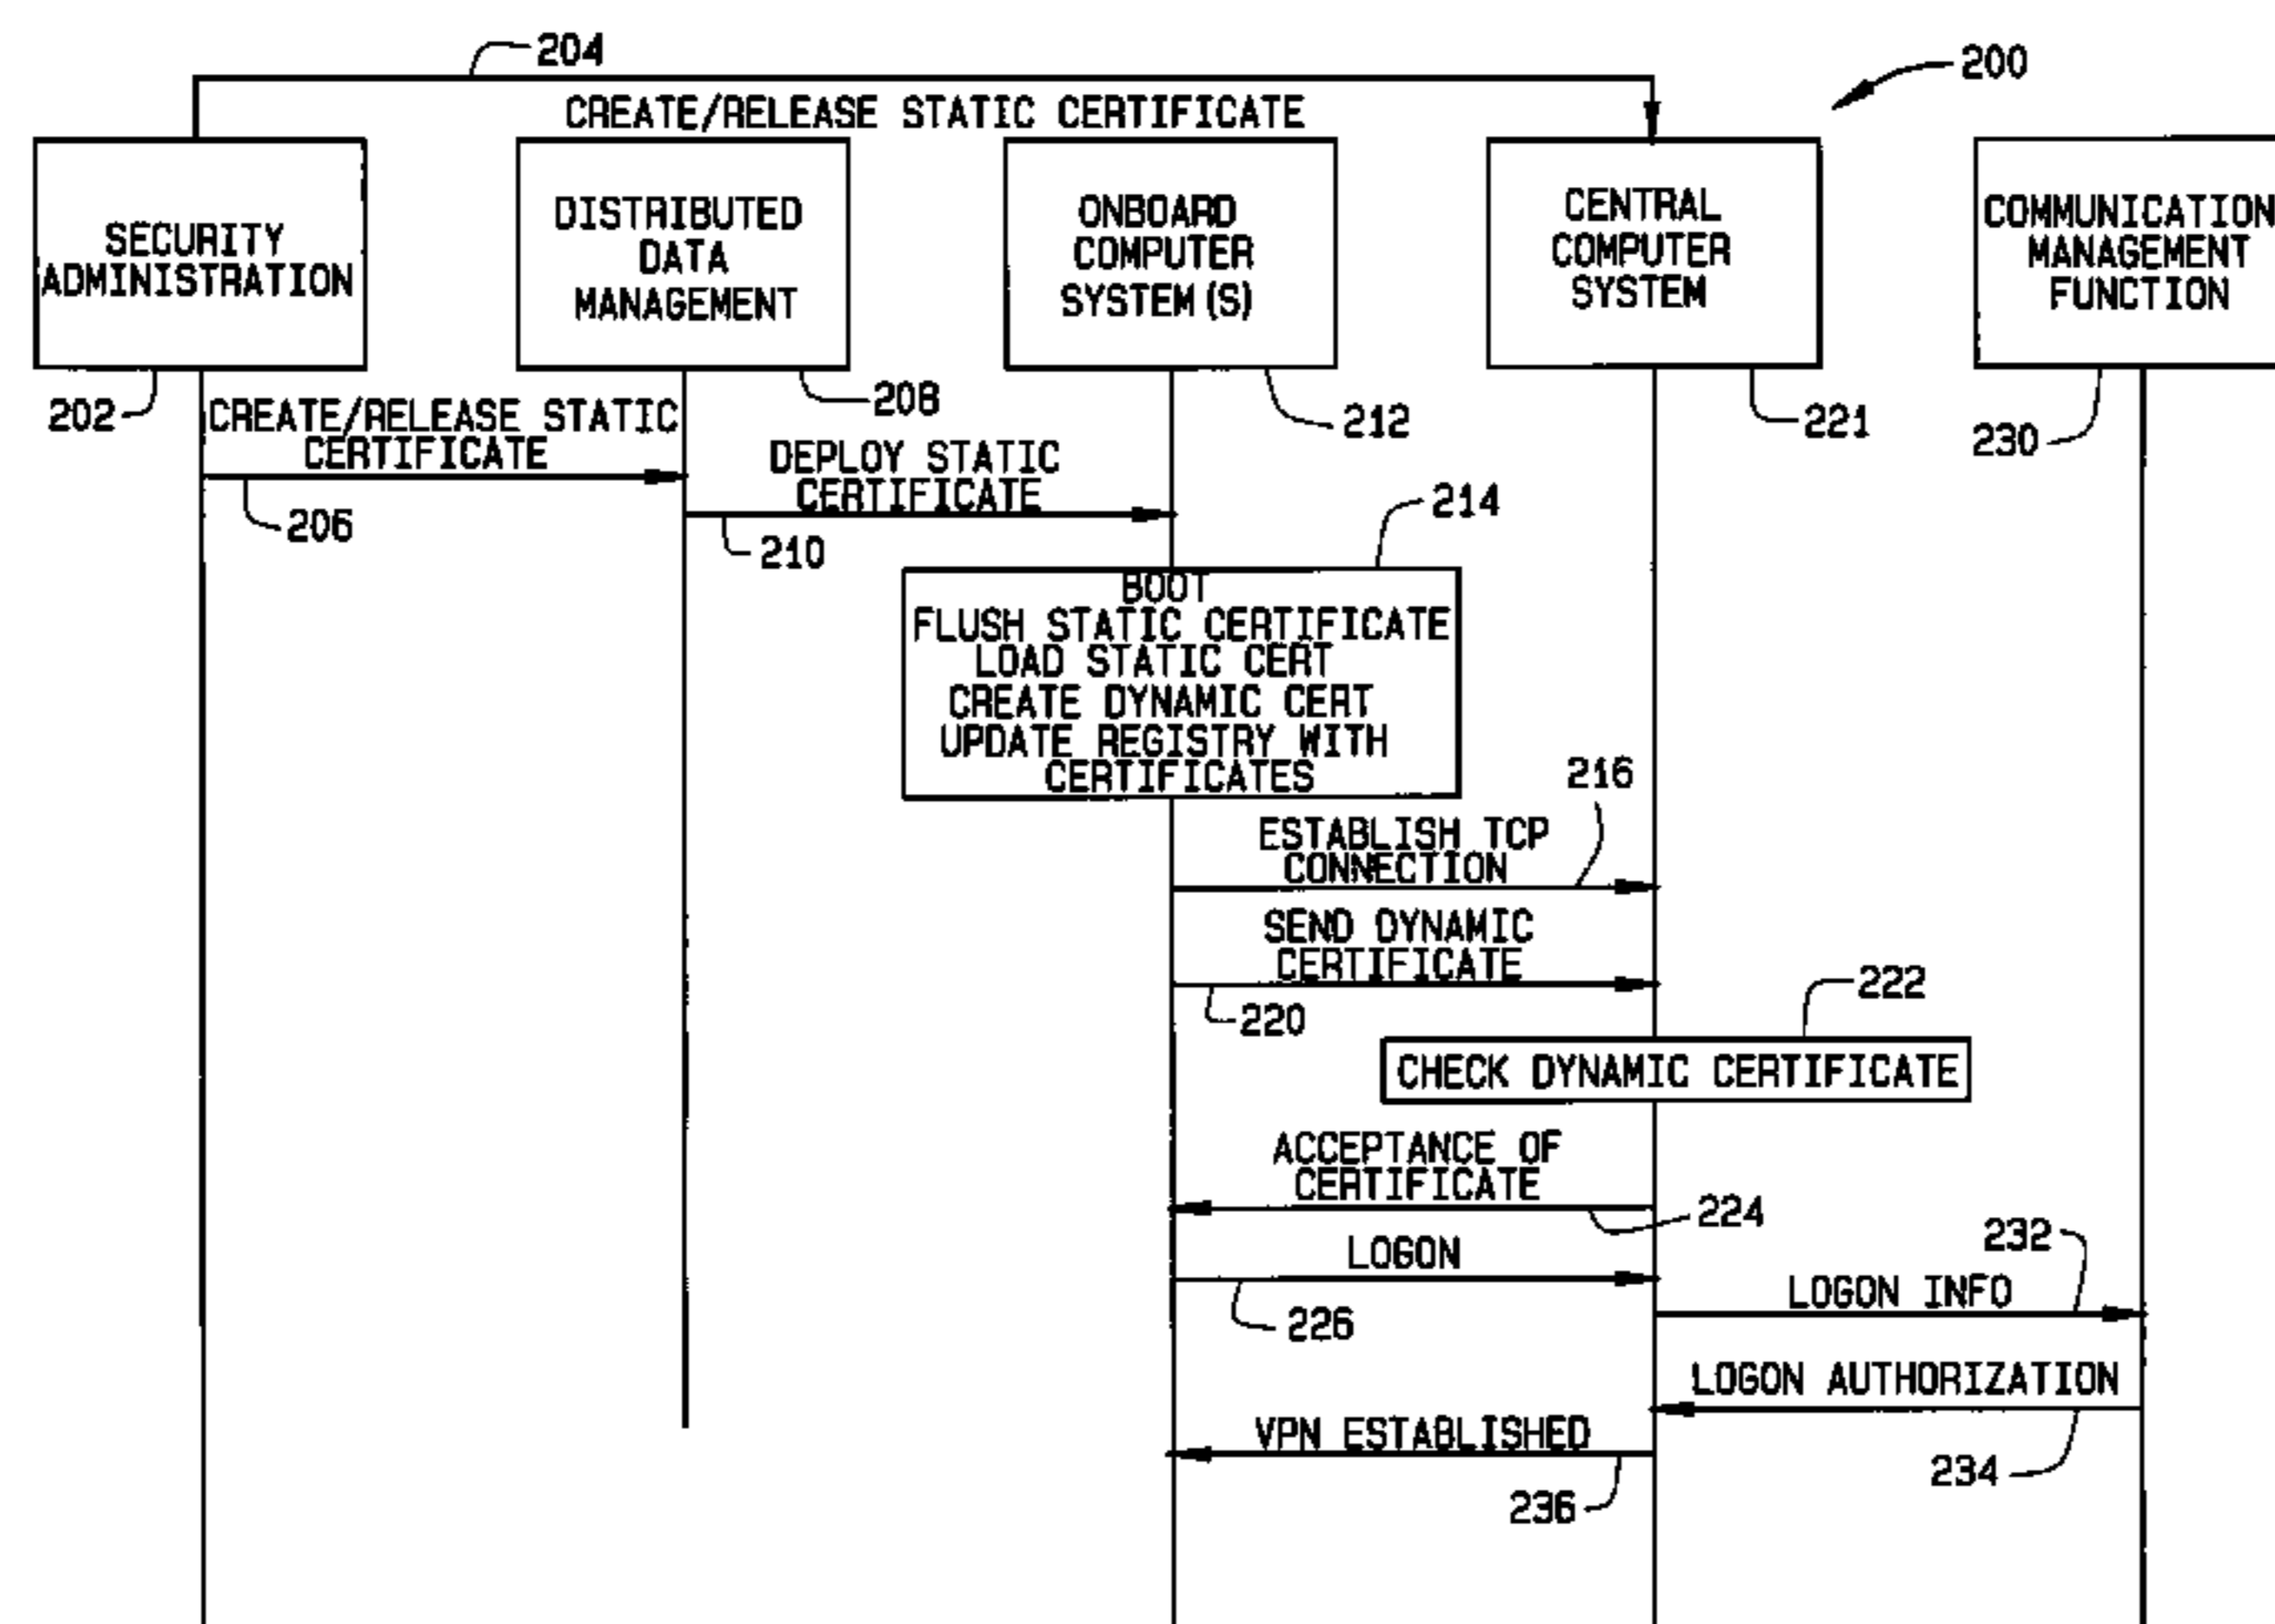 204
200
CREATE/RELEASE STATIC CERTIFICATE
SECURITY
ADMINISTRATION
DISTRIBUTED
DATA
MANAGEMENT
ONBOARD
COMPUTER
SYSTEM(S)
CENTRAL
COMPUTER
SYSTEM
COMMUNICATION
MANAGEMENT
FUNCTION
202
208
212
221
230
CREATE/RELEASE STATIC
CERTIFICATE
206
DEPLOY STATIC
CERTIFICATE
210
214
BOOT
FLUSH STATIC CERTIFICATE
LOAD STATIC CERT
CREATE DYNAMIC CERT
UPDATE REGISTRY WITH
CERTIFICATES
216
ESTABLISH TCP
CONNECTION
SEND DYNAMIC
CERTIFICATE
220
222
CHECK DYNAMIC CERTIFICATE
ACCEPTANCE OF
CERTIFICATE
224
LOGON
226
232
LOGON INFO
LOGON AUTHORIZATION
234
VPN ESTABLISHED
236